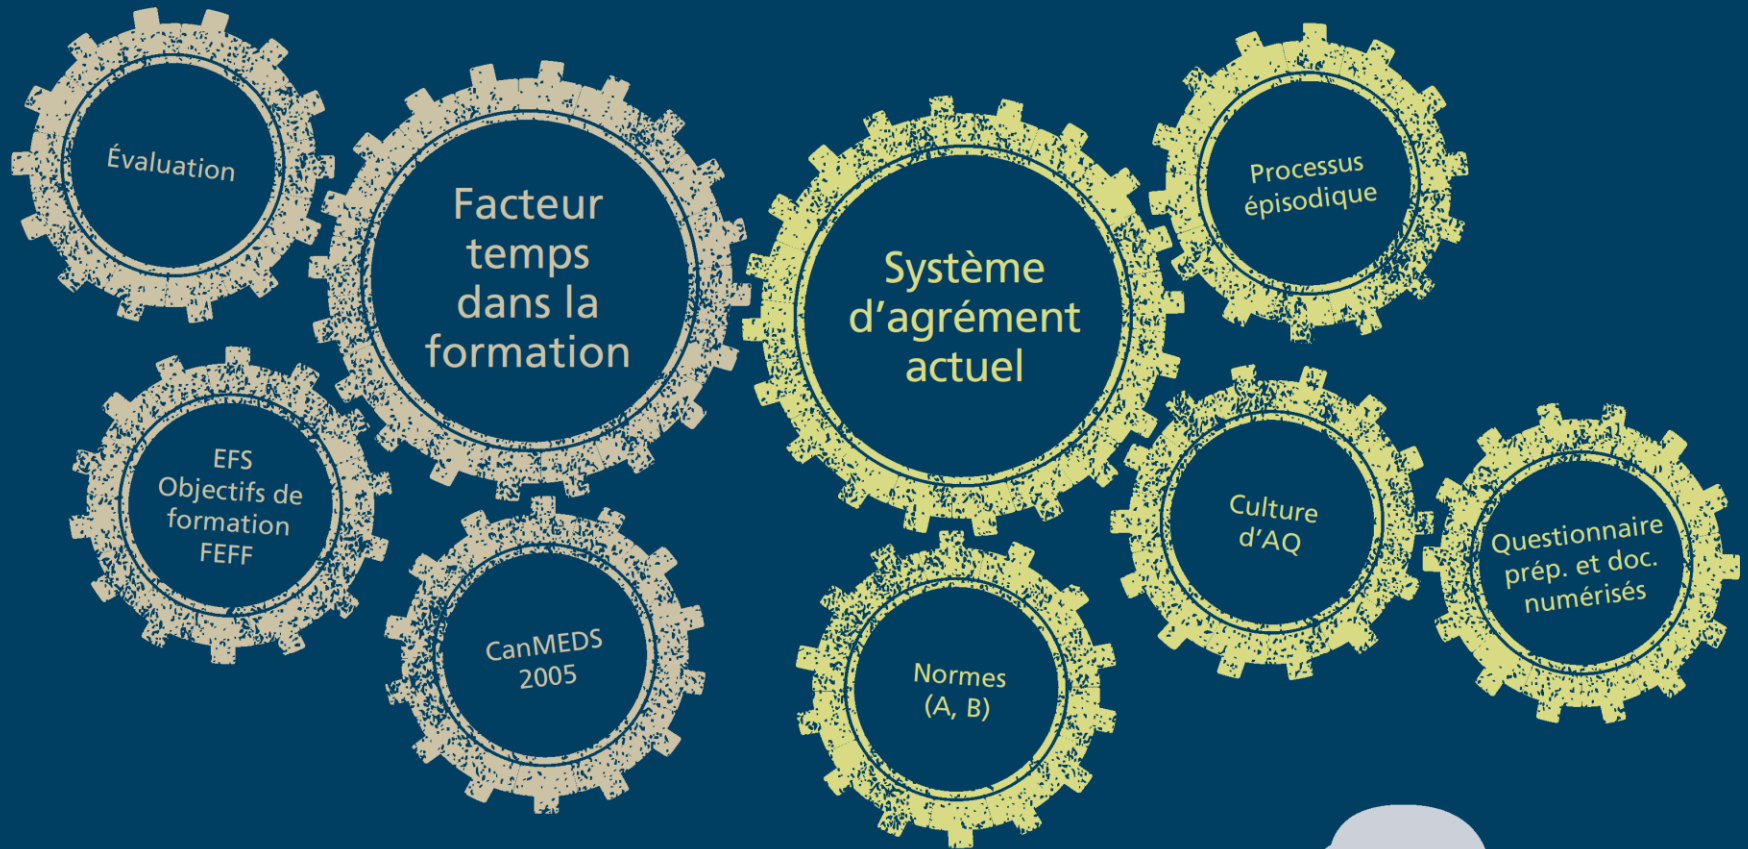 Évaluation
Facteur
temps
dans la
formation
EFS
Objectifs de
formation
FEFF
CanMEDS
2005
Système
d’agrément
actuel
Processus
épisodique
Culture
d’AQ
Questionnaire
prép. et doc.
numérisés
Normes
(A, B)